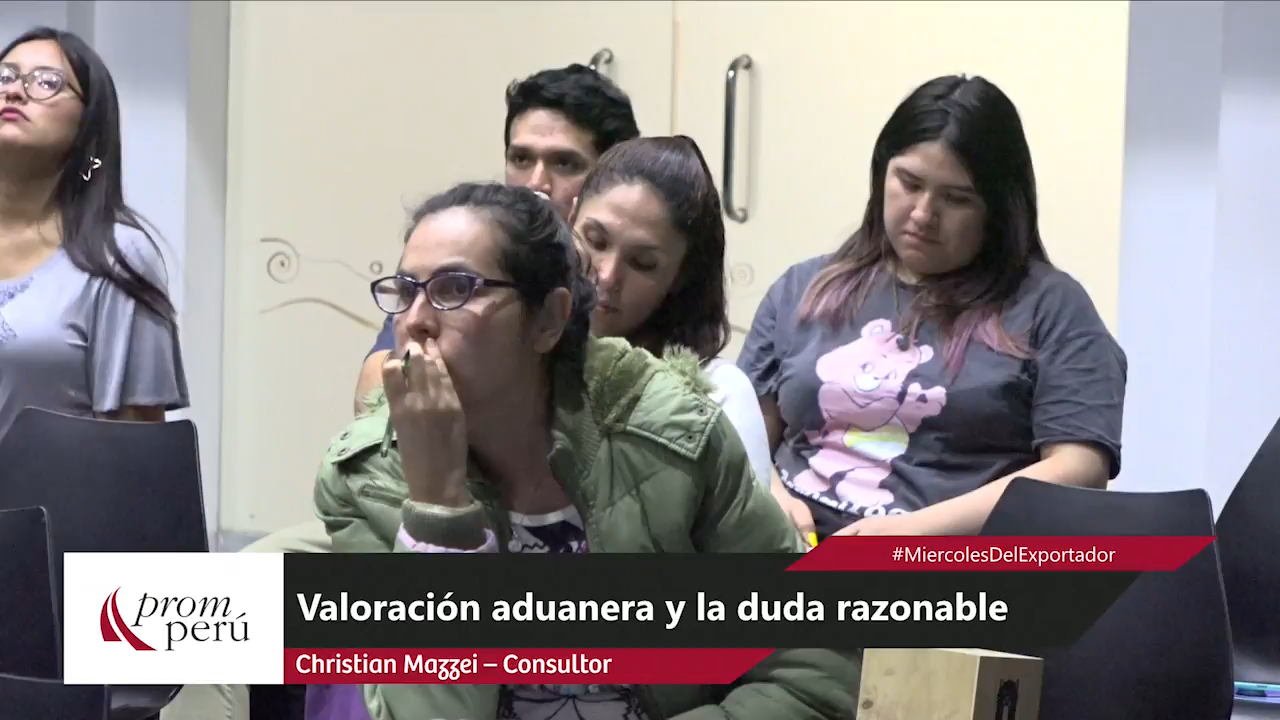 #MiercolesDelExportador
prom
perú
Valoración aduanera y la duda razonable
Christian Mazzei – Consultor